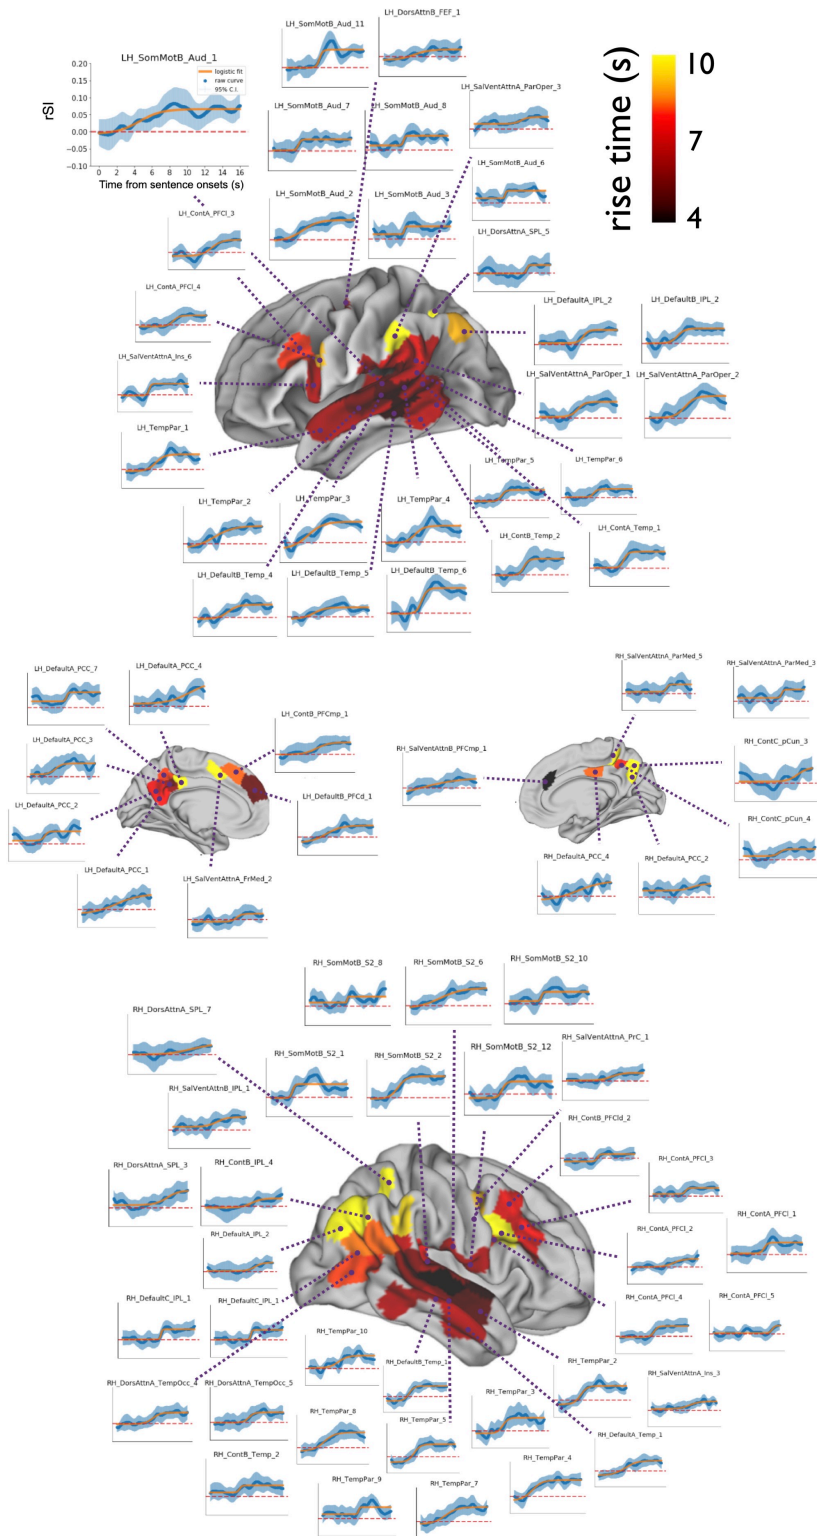 LH_DorsAttnB_FEF_1
LH_SomMotB_Aud_11
LH_SomMotB_Aud_1
0.20
0.15
0.10
0.05
0.00
−0.05
−0.10
rSI
logistic fit
raw curve
95% C.I.
0 2 4 6 8 10 12 14 16
Time from sentence onsets (s)
rise time (s)
10
7
4
LH_SalVentAttnA_ParOper_3
LH_SomMotB_Aud_7
LH_SomMotB_Aud_8
LH_SomMotB_Aud_6
LH_SomMotB_Aud_2
LH_SomMotB_Aud_3
LH_ContA_PFCl_3
LH_DorsAttnA_SPL_5
LH_ContA_PFCl_4
LH_DefaultA_IPL_2
LH_DefaultB_IPL_2
LH_SalVentAttnA_Ins_6
LH_SalVentAttnA_ParOper_1
LH_SalVentAttnA_ParOper_2
LH_TempPar_1
LH_TempPar_5
LH_TempPar_6
LH_TempPar_2
LH_TempPar_3
LH_TempPar_4
LH_ContB_Temp_2
LH_ContA_Temp_1
LH_DefaultB_Temp_4
LH_DefaultB_Temp_5
LH_DefaultB_Temp_6
LH_DefaultA_PCC_7
LH_DefaultA_PCC_4
RH_SalVentAttnA_ParMed_5
RH_SalVentAttnA_ParMed_3
LH_ContB_PFCmp_1
LH_DefaultA_PCC_3
RH_SalVentAttnB_PFCmp_1
RH_ContC_pCun_3
LH_DefaultB_PFCd_1
LH_DefaultA_PCC_2
RH_ContC_pCun_4
LH_DefaultA_PCC_1
LH_SalVentAttnA_FrMed_2
RH_DefaultA_PCC_4
RH_DefaultA_PCC_2
RH_SomMotB_S2_8
RH_SomMotB_S2_6
RH_SomMotB_S2_10
RH_DorsAttnA_SPL_7
RH_SomMotB_S2_1
RH_SomMotB_S2_2
RH_SomMotB_S2_12
RH_SalVentAttnA_PrC_1
RH_SalVentAttnB_IPL_1
RH_ContB_PFCld_2
RH_DorsAttnA_SPL_3
RH_ContB_IPL_4
RH_ContA_PFCl_3
RH_ContA_PFCl_2
RH_ContA_PFCl_1
RH_DefaultA_IPL_2
RH_DefaultC_IPL_1
RH_DefaultC_IPL_1
RH_ContA_PFCl_4
RH_ContA_PFCl_5
RH_TempPar_10
RH_DefaultB_Temp_1
RH_TempPar_2
RH_SalVentAttnA_Ins_3
RH_DorsAttnA_TempOcc_4
RH_DorsAttnA_TempOcc_5
RH_TempPar_3
RH_TempPar_8
RH_TempPar_5
RH_DefaultA_Temp_1
RH_ContB_Temp_2
RH_TempPar_4
RH_TempPar_9
RH_TempPar_7